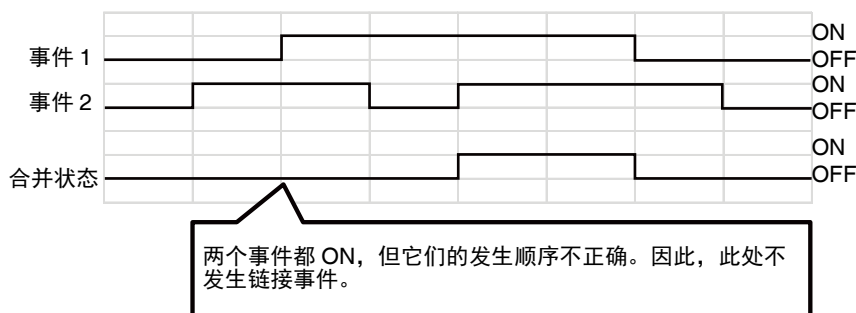 ON
事件 1
OFF
ON
事件 2
OFF
ON
合并状态
OFF
两个事件都 ON，但它们的发生顺序不正确。因此，此处不
发生链接事件。